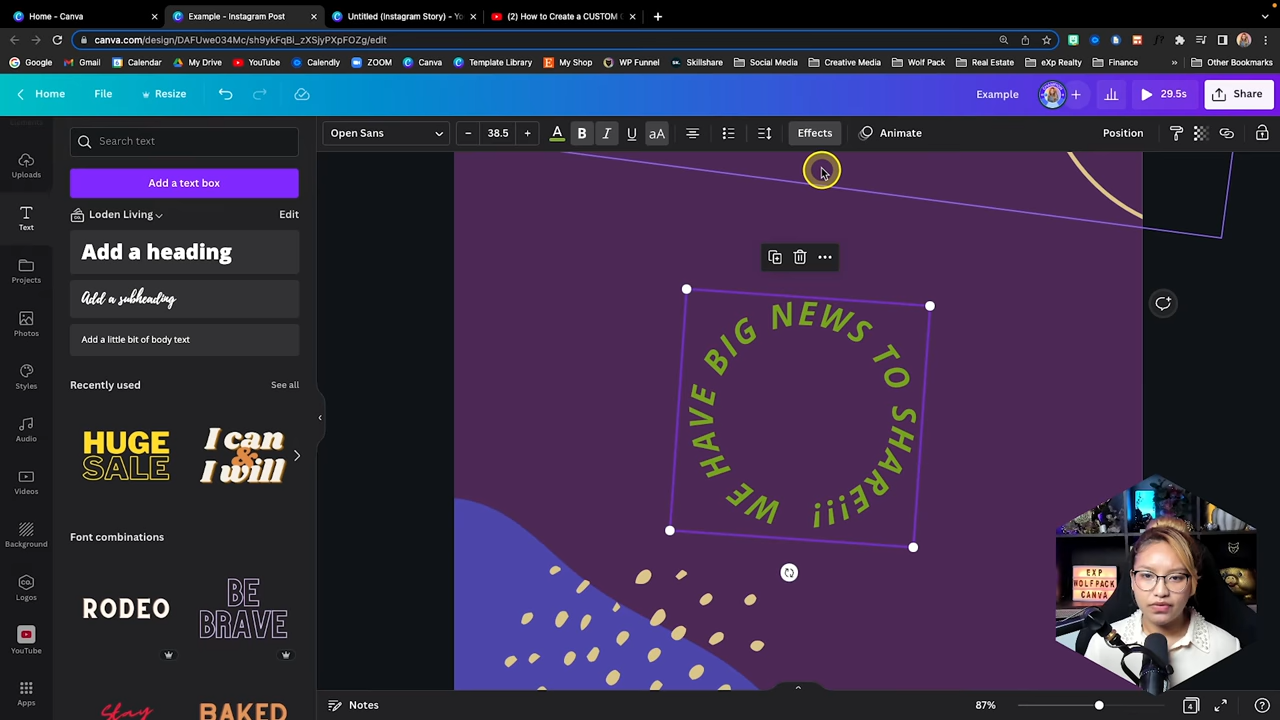 Home - Canva
Example - Instagram Post
Untitled (Instagram Story) - Yo
(2) How to Create a CUSTOM
canva.com/design/DAFUwe034Mc/sh9ykFqBi_zXSjyPXpFOZg/edit
Google Gmail Calendar My Drive YouTube Calendly ZOOM Canva Template Library My Shop WP Funnel Skillshare Social Media Creative Media Wolf Pack Real Estate eXp Realty Finance » Other Bookmarks
Home File Resize Example 29.5s Share
Search text
Open Sans 38.5 A B I U aA Effects Animate Position
Add a text box
Uploads
Text
Projects
Photos
Styles
Audio
Videos
Background
Logos
YouTube
Apps
Loden Living Edit
Add a heading
Add a subheading
Add a little bit of body text
Recently used See all
HUGE
SALE
I can
&
I will
Font combinations
RODEO
BE
BRAVE
Stay
BAKED
WE HAVE BIG NEWS TO SHARE!!!
EXP
WOLFPACK
CANVA
Notes
87%
4